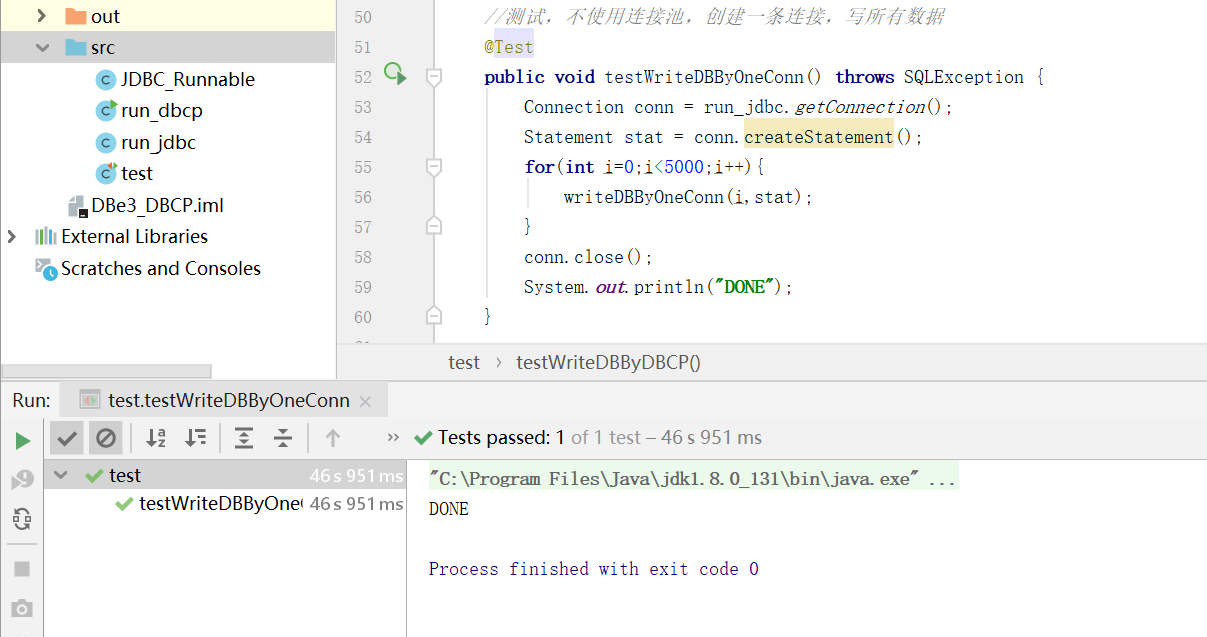 out
src
JDBC_Runnable
run_dbcp
run_jdbc
test
DBe3_DBCP.iml
External Libraries
Scratches and Consoles
50 //测试，不使用连接池，创建一条连接，写所有数据
51 @Test
52 public void testWriteDBByOneConn() throws SQLException {
53 Connection conn = run_jdbc.getConnection();
54 Statement stat = conn.createStatement();
55 for(int i=0;i<5000;i++){
56 writeDBByOneConn(i,stat);
57 }
58 conn.close();
59 System.out.println("DONE");
60 }
test › testWriteDBByDBCP()
Run: test.testWriteDBByOneConn
» Tests passed: 1 of 1 test – 46 s 951 ms
test 46 s 951 ms
testWriteDBByOne 46 s 951 ms
"C:\Program Files\Java\jdk1.8.0_131\bin\java.exe" ...
DONE
Process finished with exit code 0